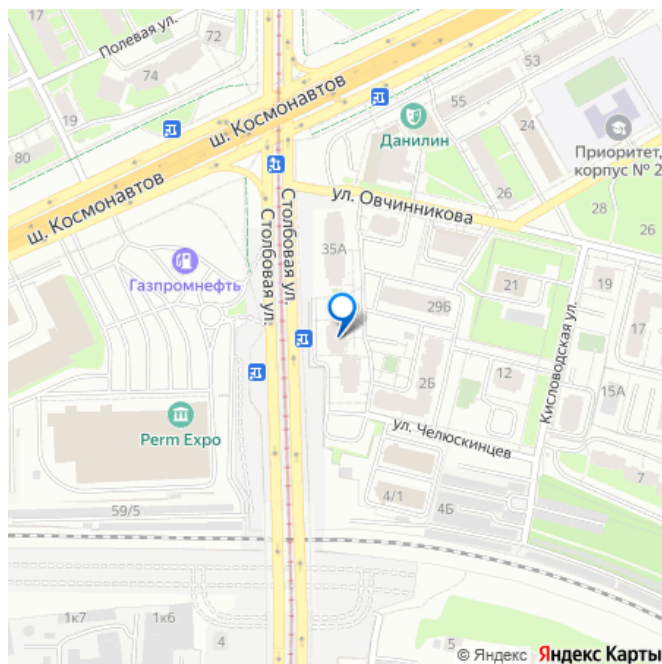 Полевая ул.
72
74
53
19
ш. Космонавтов
55
80
Данилин
24
Приоритет,
корпус № 2
ш. Космонавтов
ул. Овчинникова
26
28
26
35А
2Б
Столбовая ул.
Столбовая ул.
Газпромнефть
21
19
29Б
17
Кисловодская ул.
12
2Б
15А
Perm Expo
ул. Челюскинцев
7
4/1
4Б
59/5
1к7
1к6
4
5
© Яндекс Яндекс Карты